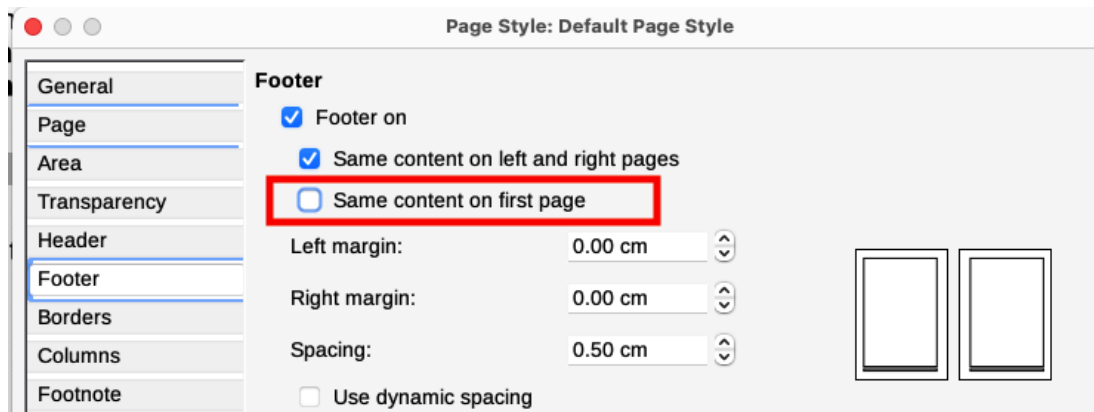 Page Style: Default Page Style
General
Page
Area
Transparency
Header
Footer
Borders
Columns
Footnote
Footer
Footer on
Same content on left and right pages
Same content on first page
Left margin: 0.00 cm
Right margin: 0.00 cm
Spacing: 0.50 cm
Use dynamic spacing